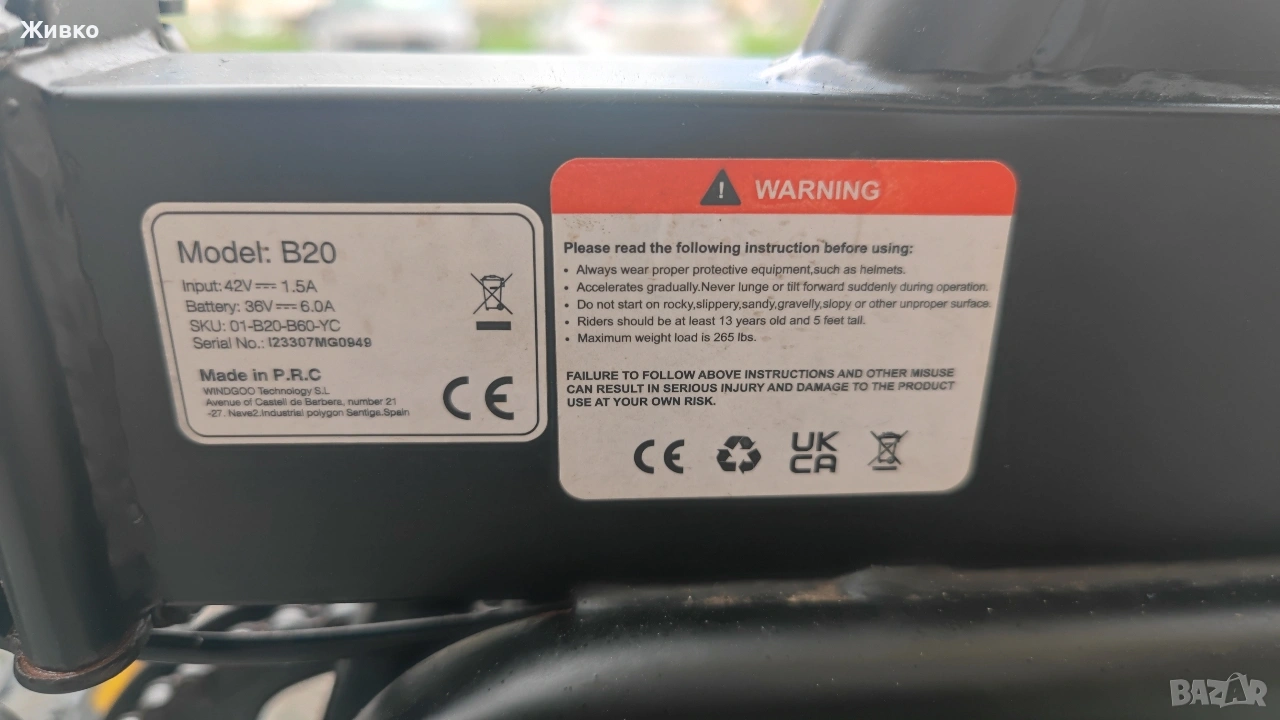 Живко
Model: B20
Input: 42V⎓ 1.5A
Battery: 36V⎓ 6.0A
SKU: 01-B20-B60-YC
Serial No.: I23307MG0949
Made in P.R.C
WINDGOO Technology S.L
Avenue of Castell de Barbera, number 21
-27. Nave2.Industrial polygon Sentige.Spain
CE
WARNING
Please read the following instruction before using:
• Always wear proper protective equipment,such as helmets.
• Accelerates gradually.Never lunge or tilt forward suddenly during operation.
• Do not start on rocky,slippery,sandy,gravelly,slopy or other unproper surface.
• Riders should be at least 13 years old and 5 feet tall.
• Maximum weight load is 265 lbs.
FAILURE TO FOLLOW ABOVE INSTRUCTIONS AND OTHER MISUSE
CAN RESULT IN SERIOUS INJURY AND DAMAGE TO THE PRODUCT
USE AT YOUR OWN RISK.
CE UK
CA
BAZAR